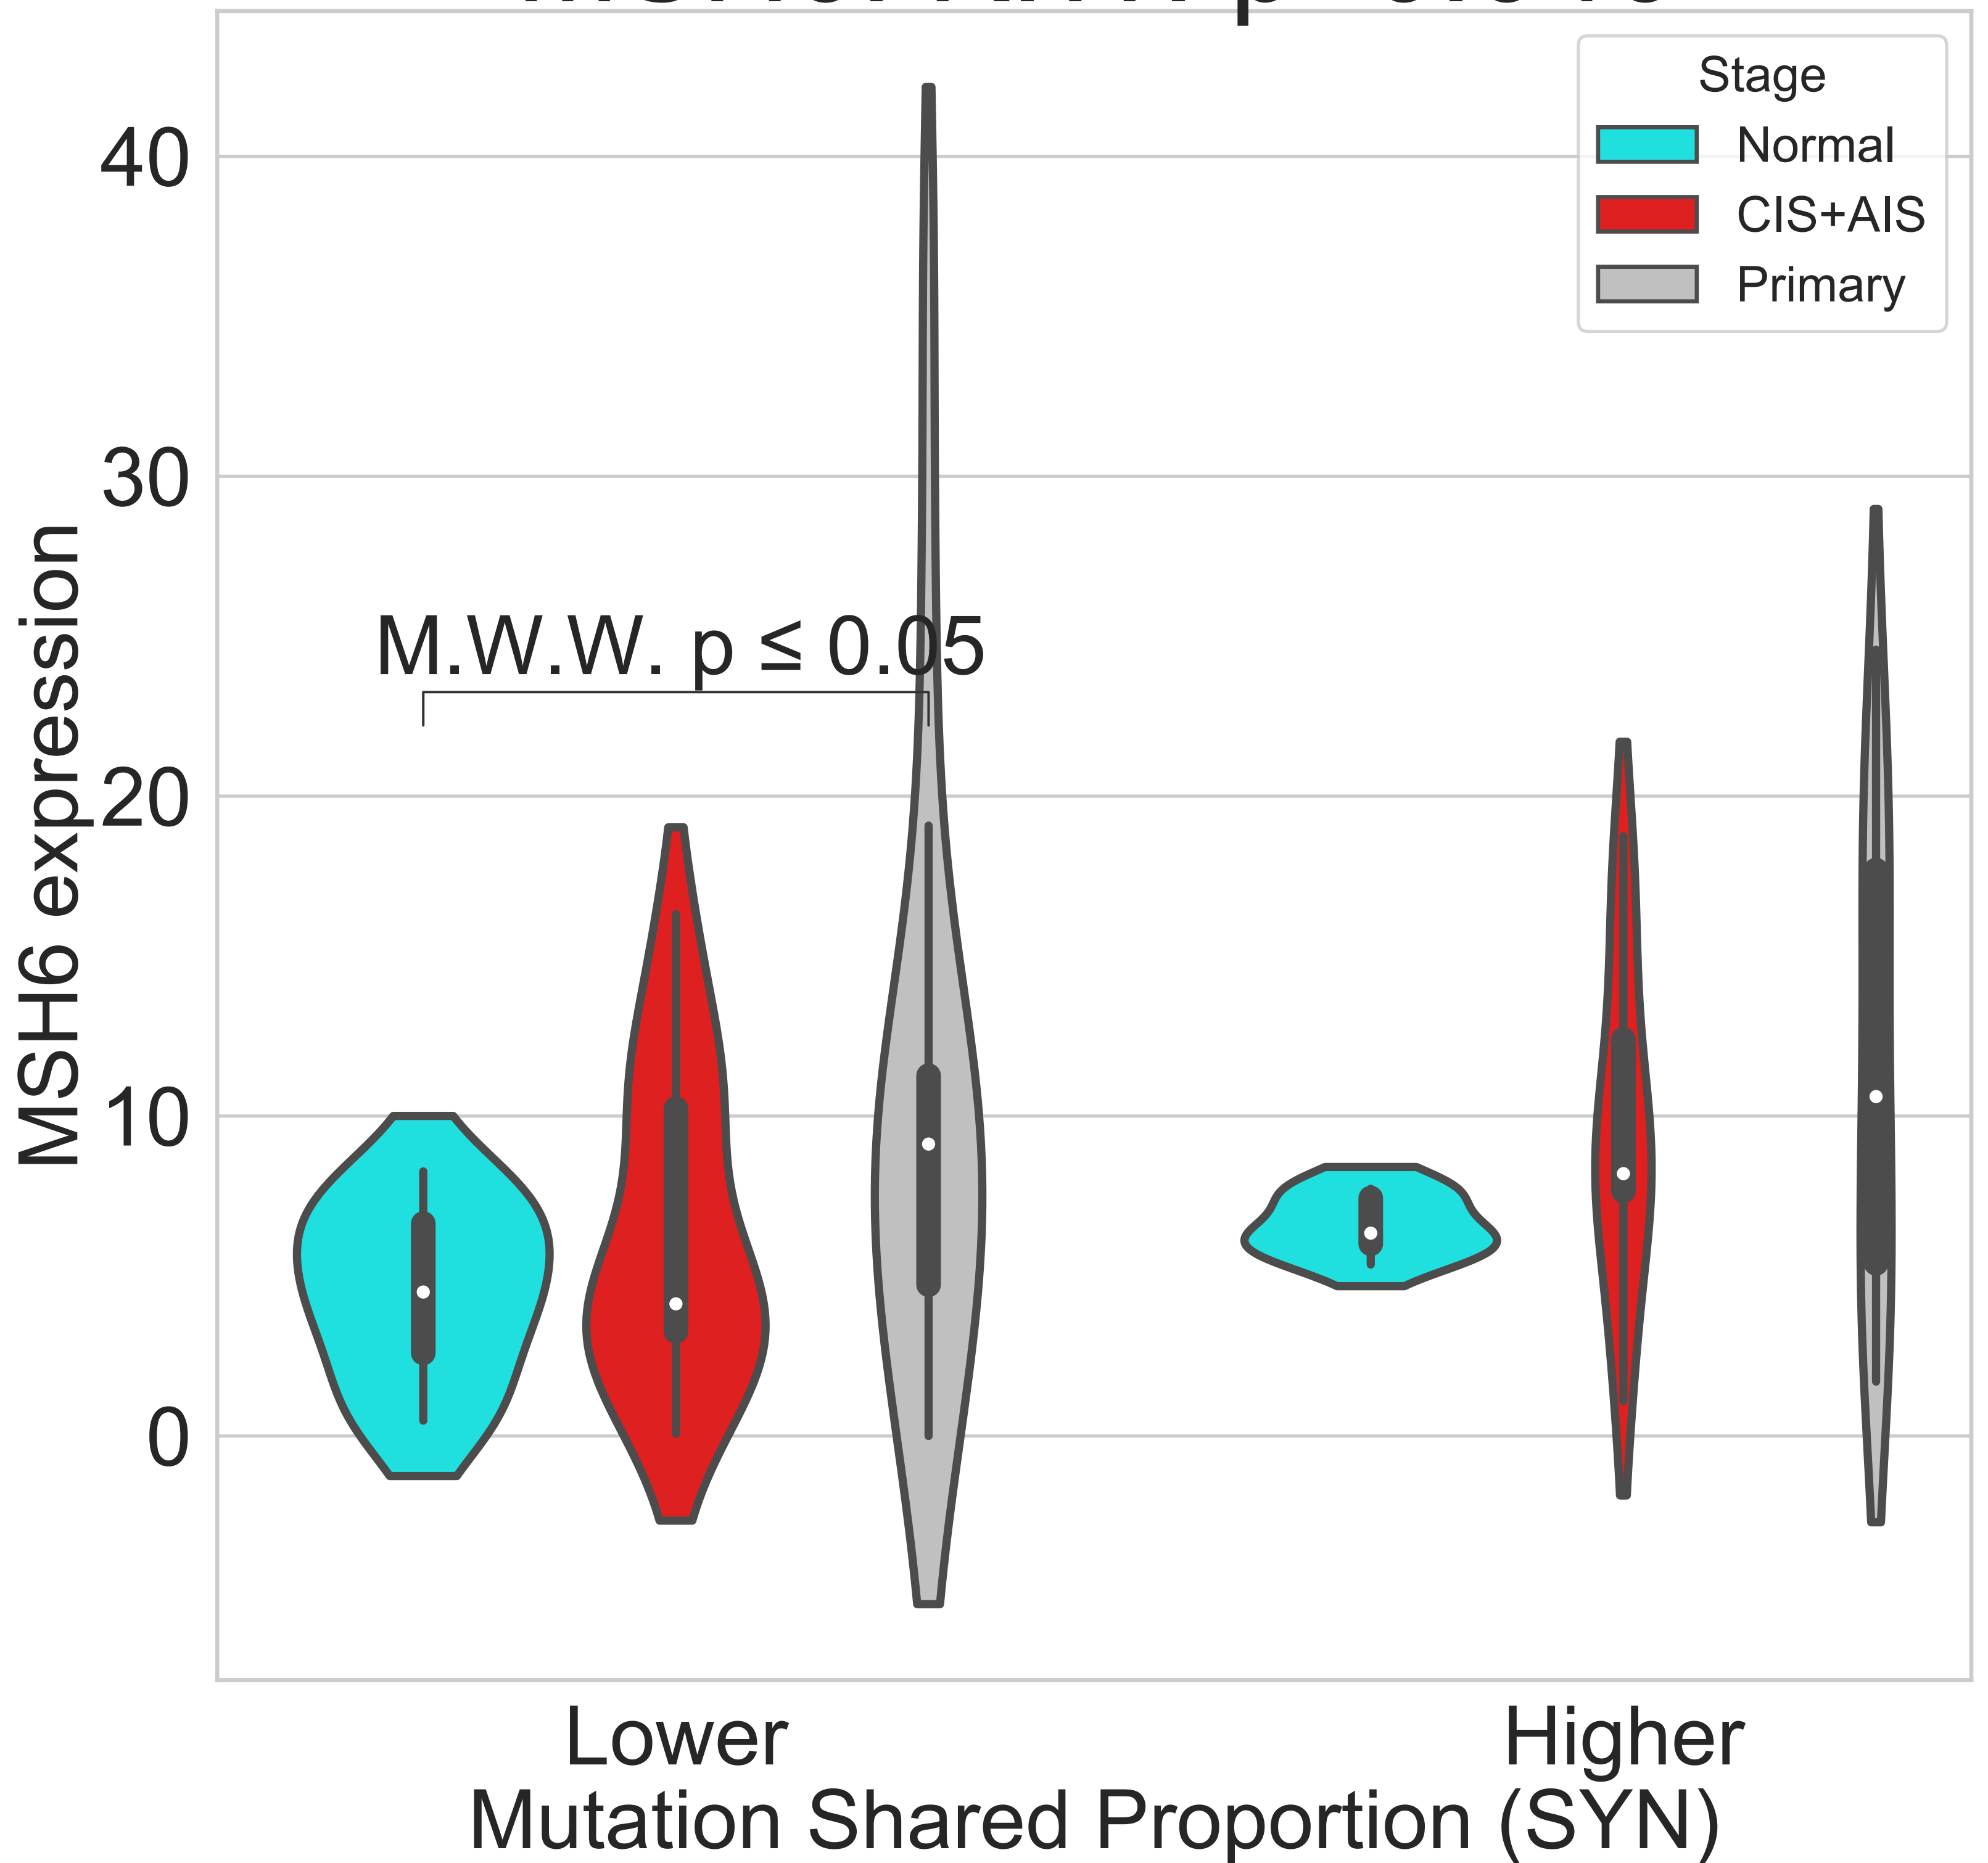 Stage
Normal
CIS+AIS
Primary
40
30
20
10
0
MSH6 expression
M.W.W. p ≤ 0.05
Lower
Higher
Mutation Shared Proportion (SYN)